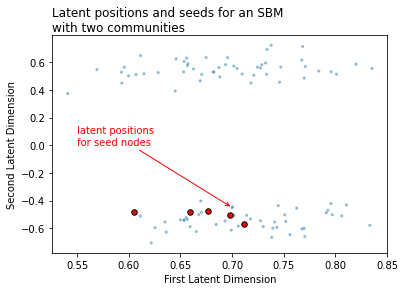 Latent positions and seeds for an SBM
with two communities
Second Latent Dimension
0.6
0.4
0.2
0.0
−0.2
−0.4
−0.6
latent positions
for seed nodes
0.55
0.60
0.65
0.70
0.75
0.80
0.85
First Latent Dimension